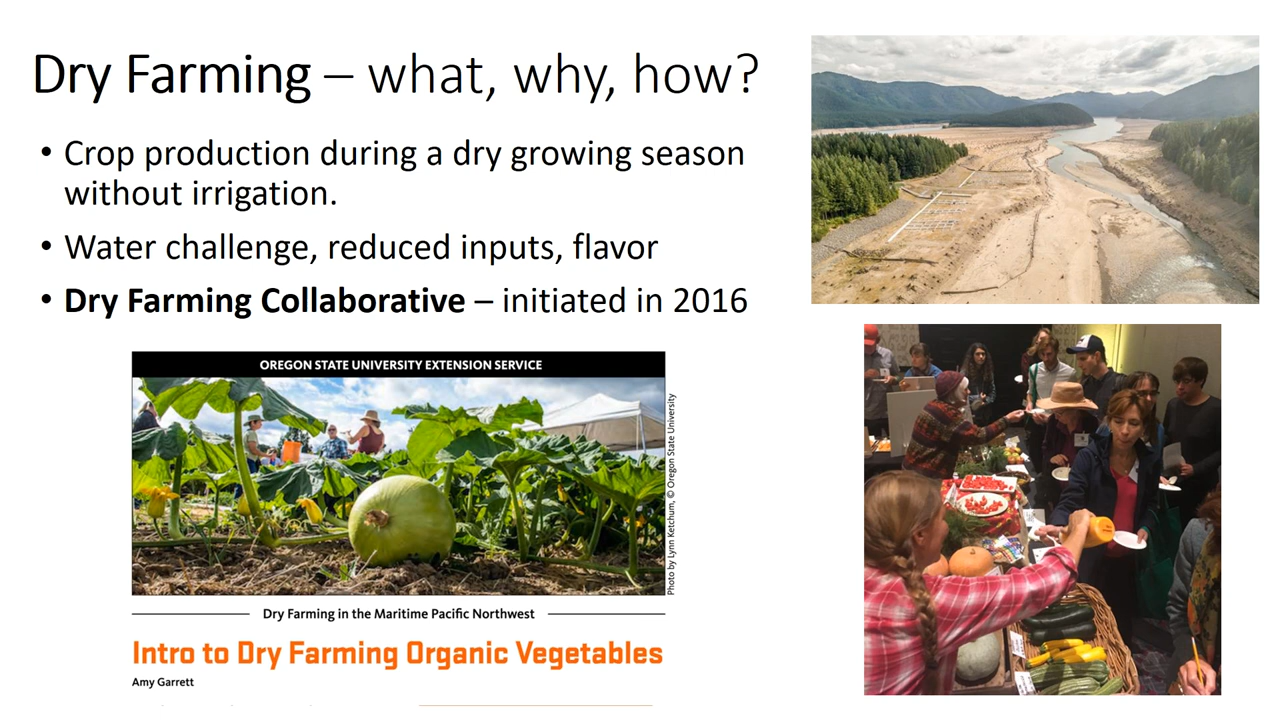 Dry Farming – what, why, how?
• Crop production during a dry growing season
without irrigation.
• Water challenge, reduced inputs, flavor
• Dry Farming Collaborative – initiated in 2016
OREGON STATE UNIVERSITY EXTENSION SERVICE
Photo by Lynn Ketchum, © Oregon State University
Dry Farming in the Maritime Pacific Northwest
Intro to Dry Farming Organic Vegetables
Amy Garrett